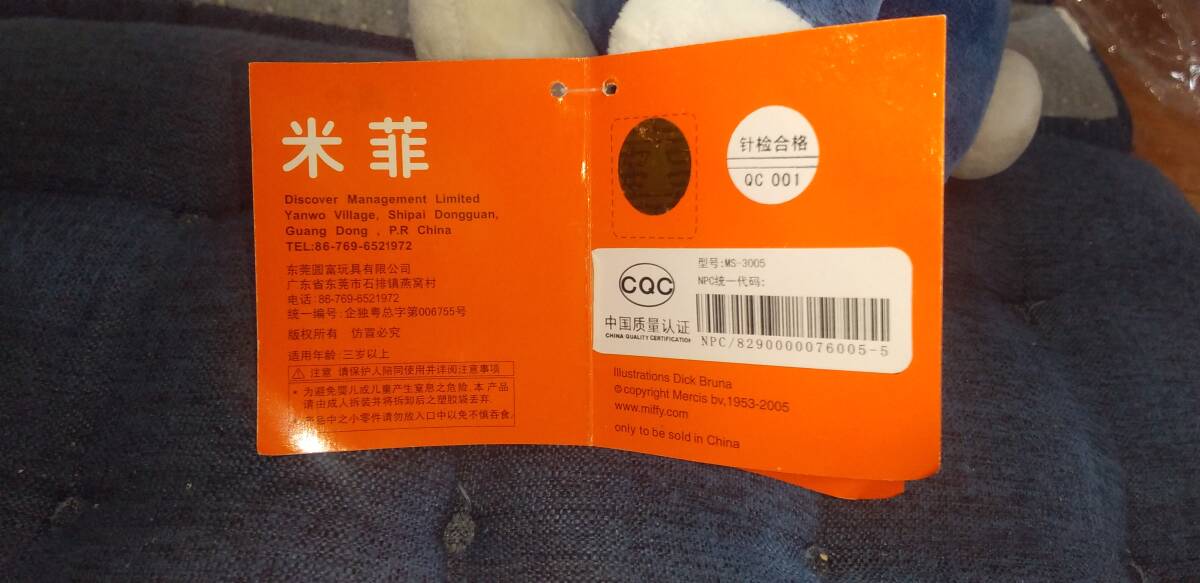 米菲
Discover Management Limited
Yanwo Village, Shipai Dongguan,
Guang Dong , P.R China
TEL:86-769-6521972
东莞圆富玩具有限公司
广东省东莞市石排镇燕窝村
电话:86-769-6521972
统一编号:企独粤总字第006755号
版权所有 仿冒必究
适用年龄:三岁以上
注意 请保护人陪同使用并详阅注意事项
* 为避免婴儿或儿童产生窒息之危险.本产品
请由成人拆装并将拆卸后之塑胶袋丢弃.
产品中之小零件请勿放入口中以免不慎吞食.
针检合格
QC 001
CQC
中国质量认证
CHINA QUALITY CERTIFICATION
型号:MS-3005
NPC统一代码:
NPC/8290000076005-5
Illustrations Dick Bruna
© copyright Mercis bv,1953-2005
www.miffy.com
only to be sold in China